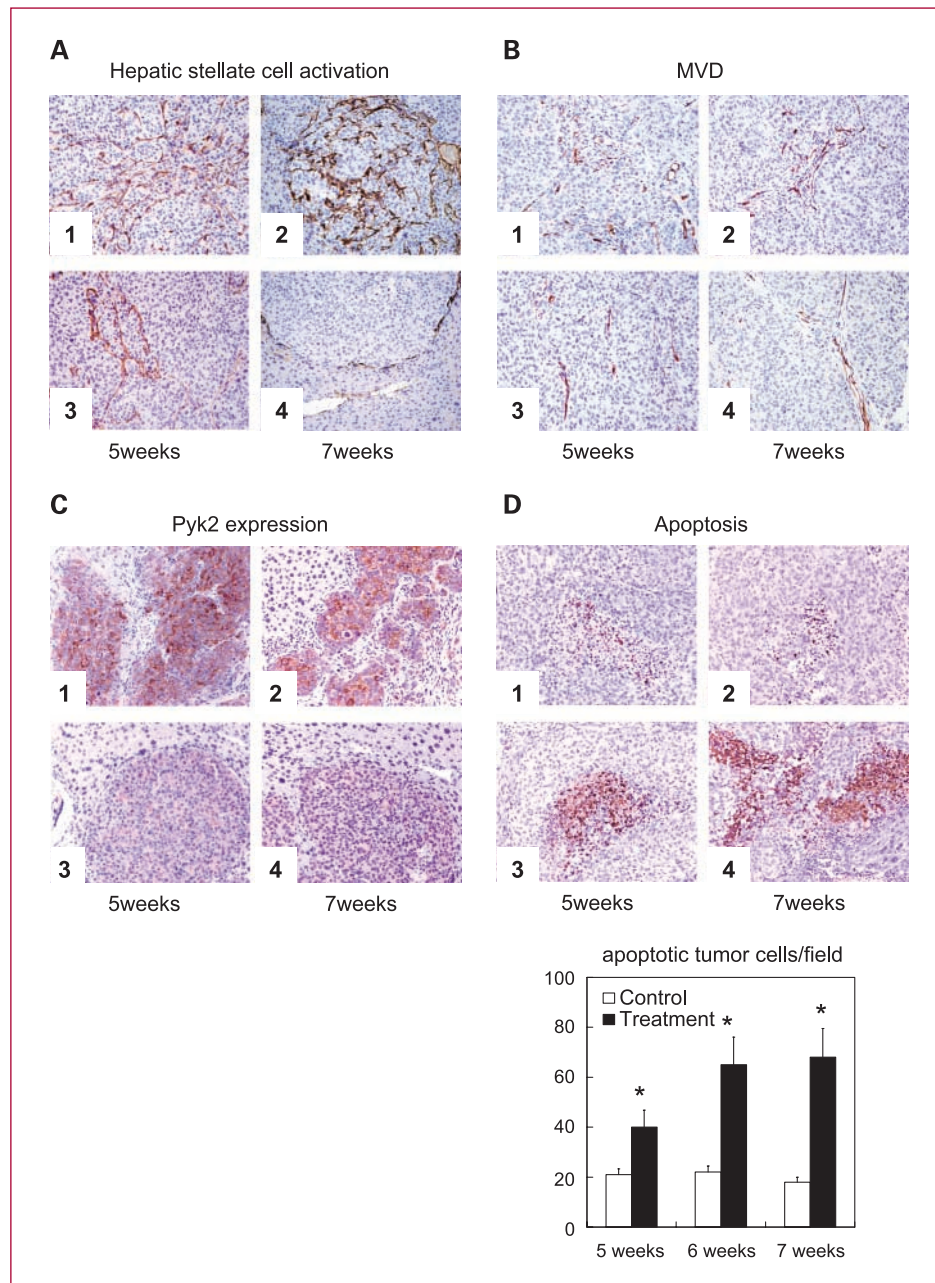 A
Hepatic stellate cell activation
1
2
3
4
5weeks
7weeks
B
MVD
1
2
3
4
5weeks
7weeks
C
Pyk2 expression
1
2
3
4
5weeks
7weeks
D
Apoptosis
1
2
3
4
5weeks
7weeks
apoptotic tumor cells/field
100
80
60
40
20
0
Control
Treatment
*
*
*
5 weeks
6 weeks
7 weeks